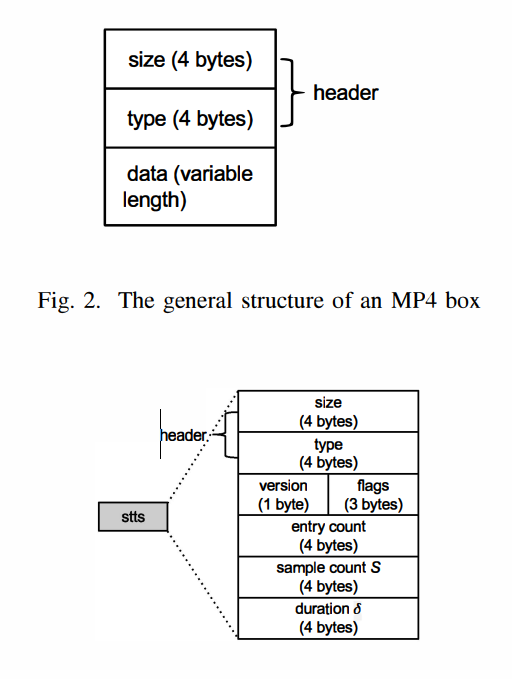 size (4 bytes)
type (4 bytes)
header
data (variable
length)
Fig. 2. The general structure of an MP4 box
size
(4 bytes)
header
type
(4 bytes)
version
(1 byte)
flags
(3 bytes)
stts
entry count
(4 bytes)
sample count S
(4 bytes)
duration δ
(4 bytes)